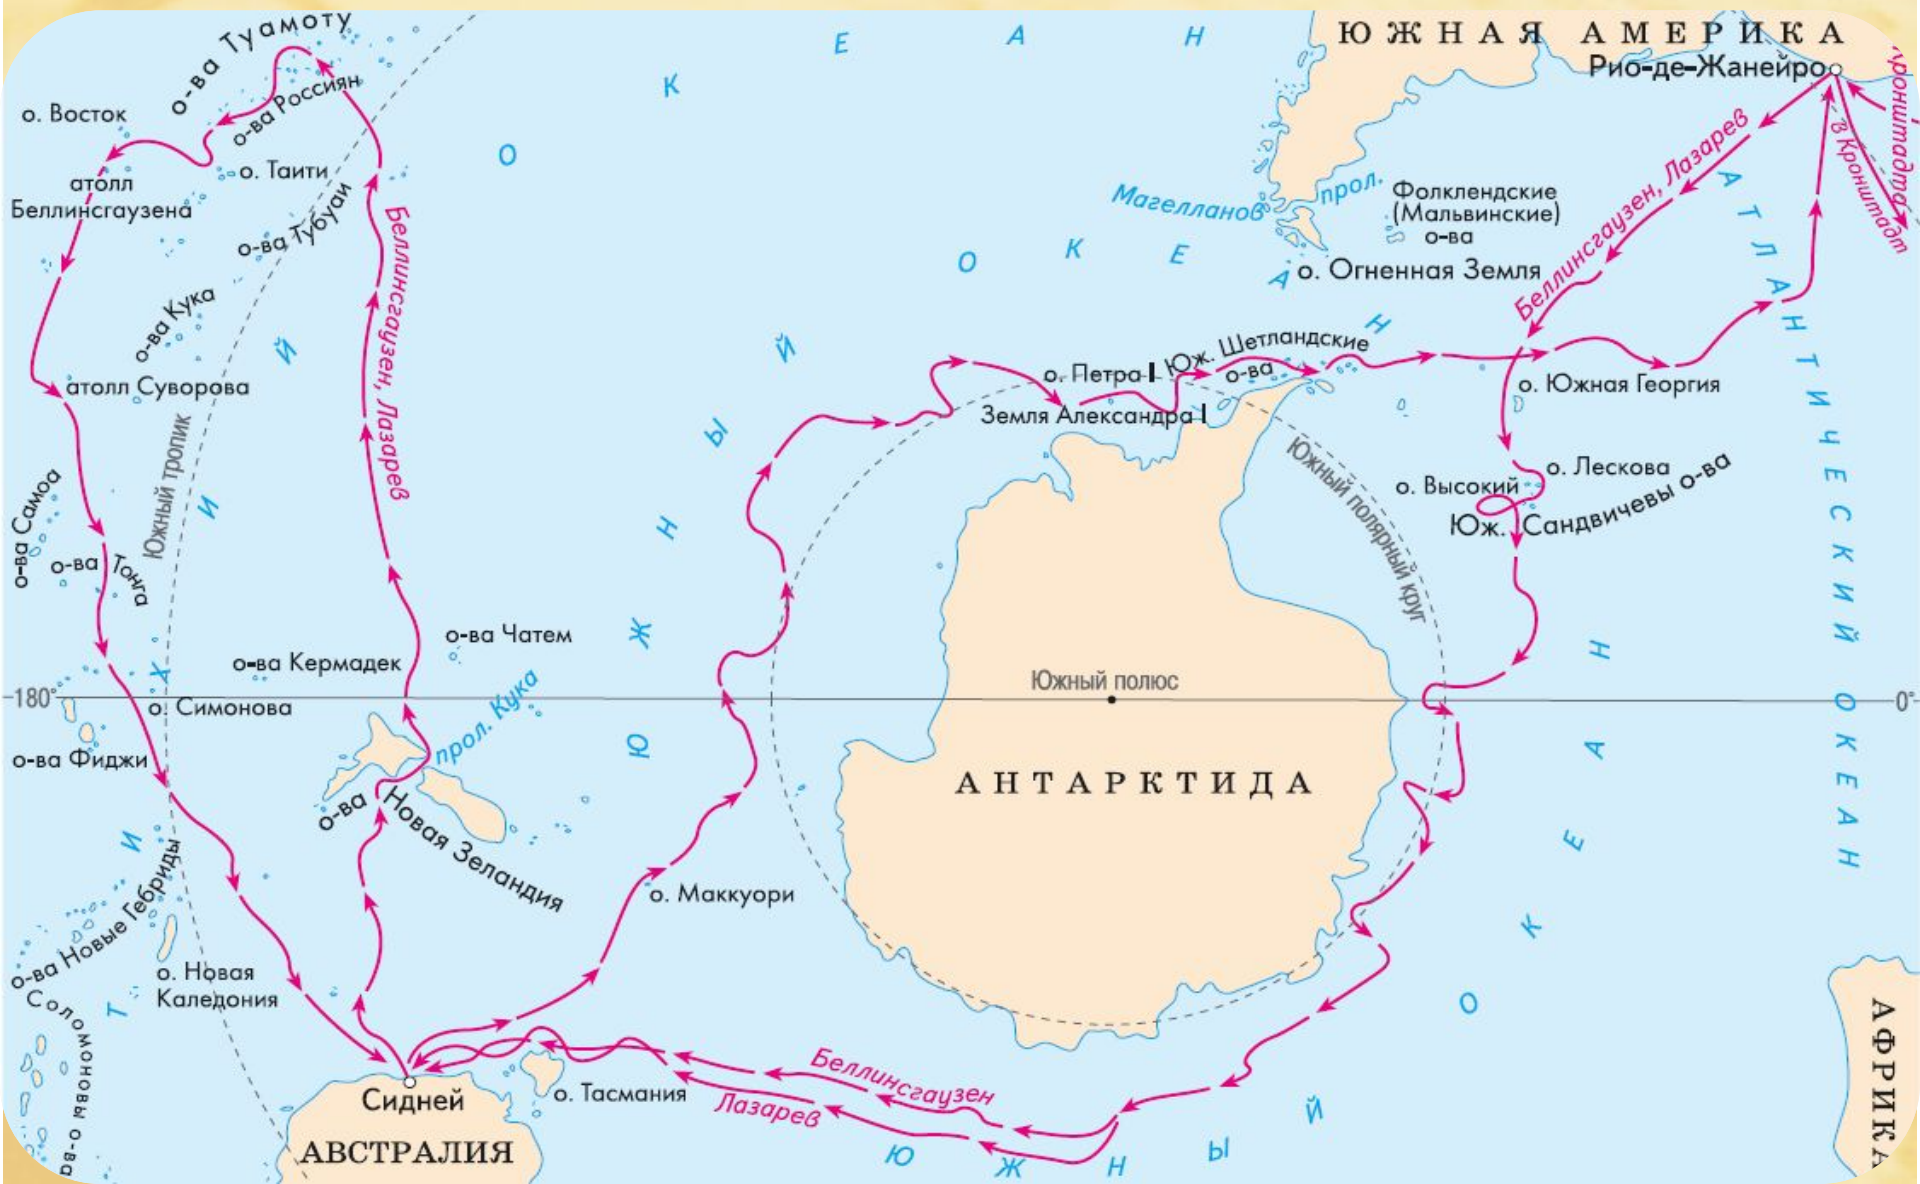 ЮЖНАЯ АМЕРИКА
Рио-де-Жанейро
в Кронштадт
Беллинсгаузен, Лазарев
АТЛАНТИЧЕСКИЙ ОКЕАН
о-ва Туамоту
о-ва Россиян
о. Восток
о. Таити
атолл
Беллинсгаузена
о-ва Тубуаи
о-ва Кука
атолл Суворова
Южный тропик
о-ва Самоа
о-ва Тонга
Беллинсгаузен, Лазарев
ТИХИЙ ОКЕАН
Магелланов прол.
Фолклендские
(Мальвинские)
о-ва
о. Огненная Земля
о. Петра I
Юж. Шетландские
о-ва
Земля Александра I
о. Южная Георгия
Южный полярный круг
о. Лескова
о. Высокий
Юж. Сандвичевы о-ва
о-ва Чатем
о-ва Кермадек
прол. Кука
ЮЖНЫЙ ОКЕАН
Южный полюс
180°
0°
о. Симонова
о-ва Фиджи
АНТАРКТИДА
о-ва Новая Зеландия
о. Маккуори
о-ва Новые Гебриды
о. Новая
Каледония
Соломоновы о-ва
Сидней
АВСТРАЛИЯ
о. Тасмания
Беллинсгаузен
Лазарев
ЮЖНЫЙ ОКЕАН
АФРИКА